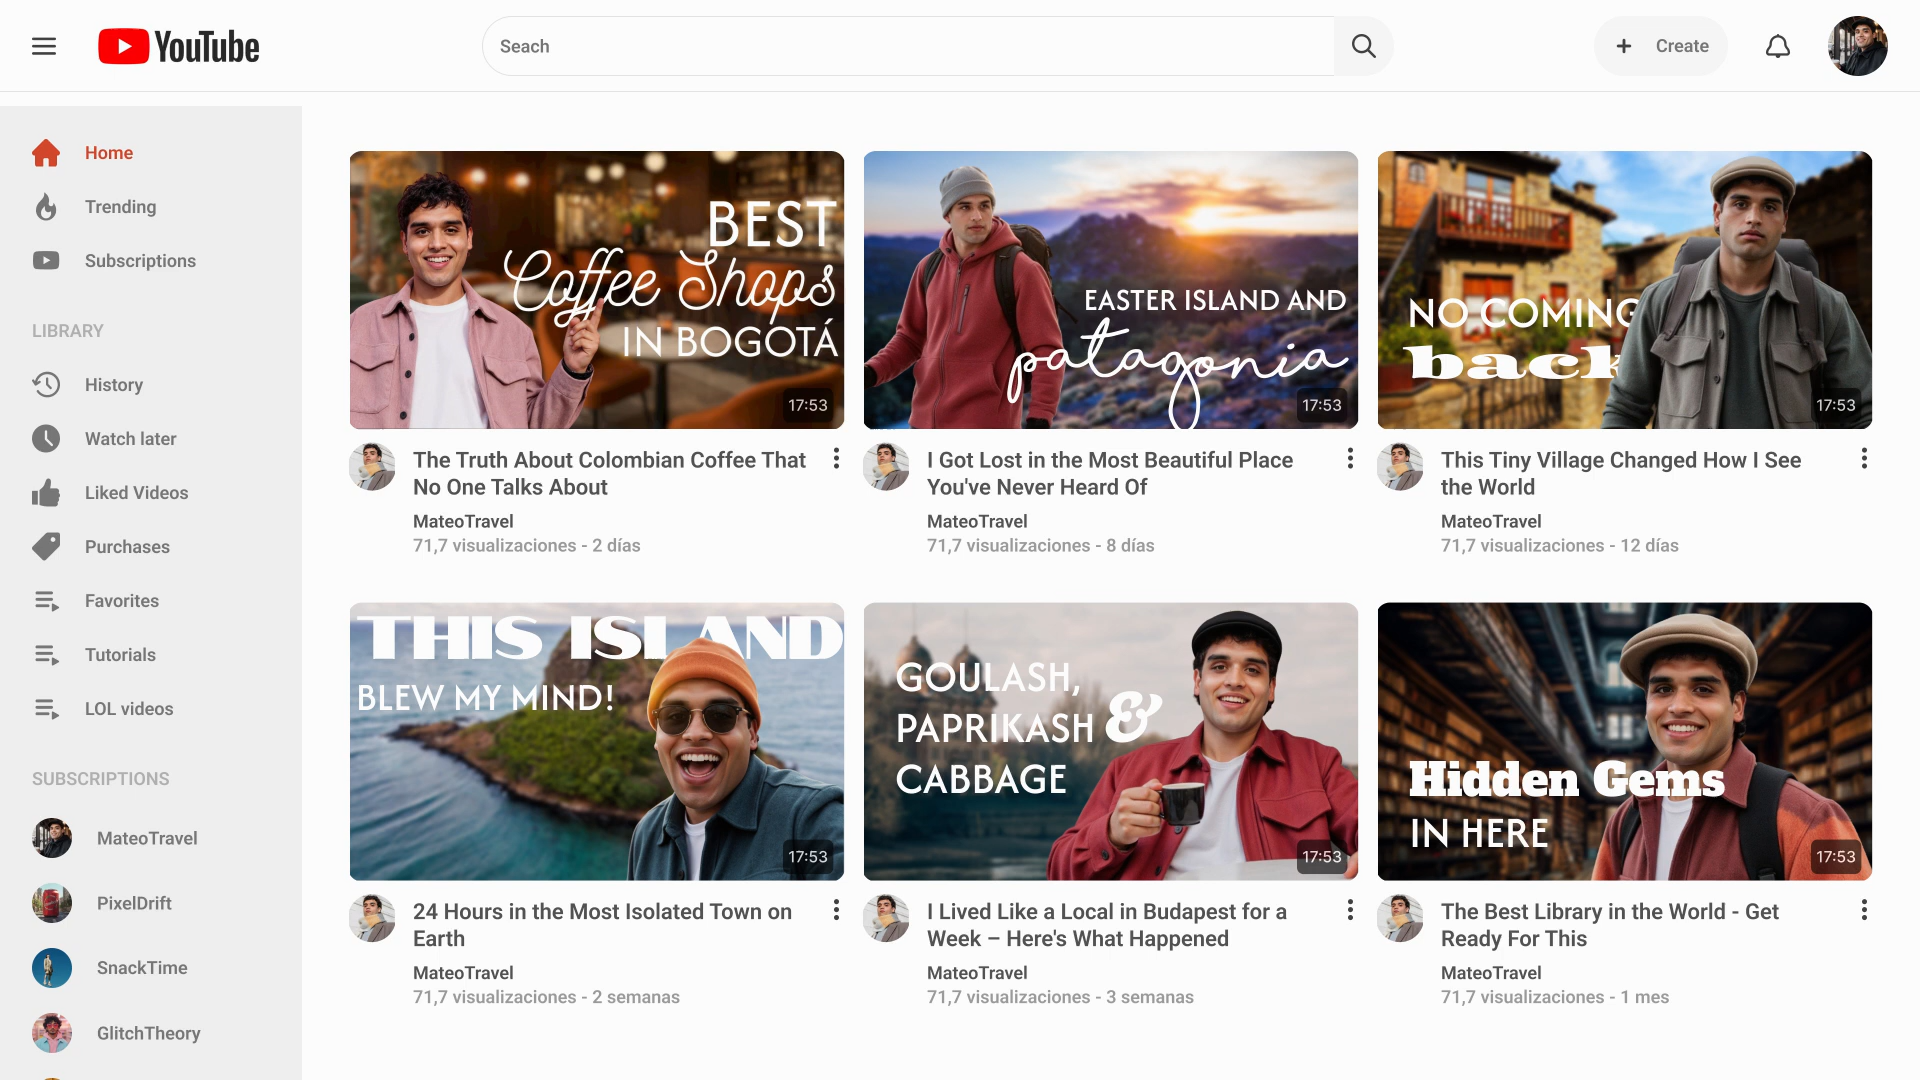 YouTube
Seach
Create
Home
Trending
Subscriptions
LIBRARY
History
Watch later
Liked Videos
Purchases
Favorites
Tutorials
LOL videos
SUBSCRIPTIONS
MateoTravel
PixelDrift
SnackTime
GlitchTheory
BEST
Coffee Shops
IN BOGOTÁ
17:53
The Truth About Colombian Coffee That
No One Talks About
MateoTravel
71,7 visualizaciones - 2 días
EASTER ISLAND AND
patagonia
17:53
I Got Lost in the Most Beautiful Place
You've Never Heard Of
MateoTravel
71,7 visualizaciones - 8 días
NO COMING
back
17:53
This Tiny Village Changed How I See
the World
MateoTravel
71,7 visualizaciones - 12 días
THIS ISLAND
BLEW MY MIND!
17:53
24 Hours in the Most Isolated Town on
Earth
MateoTravel
71,7 visualizaciones - 2 semanas
GOULASH,
PAPRIKASH &
CABBAGE
17:53
I Lived Like a Local in Budapest for a
Week – Here's What Happened
MateoTravel
71,7 visualizaciones - 3 semanas
Hidden Gems
IN HERE
17:53
The Best Library in the World - Get
Ready For This
MateoTravel
71,7 visualizaciones - 1 mes